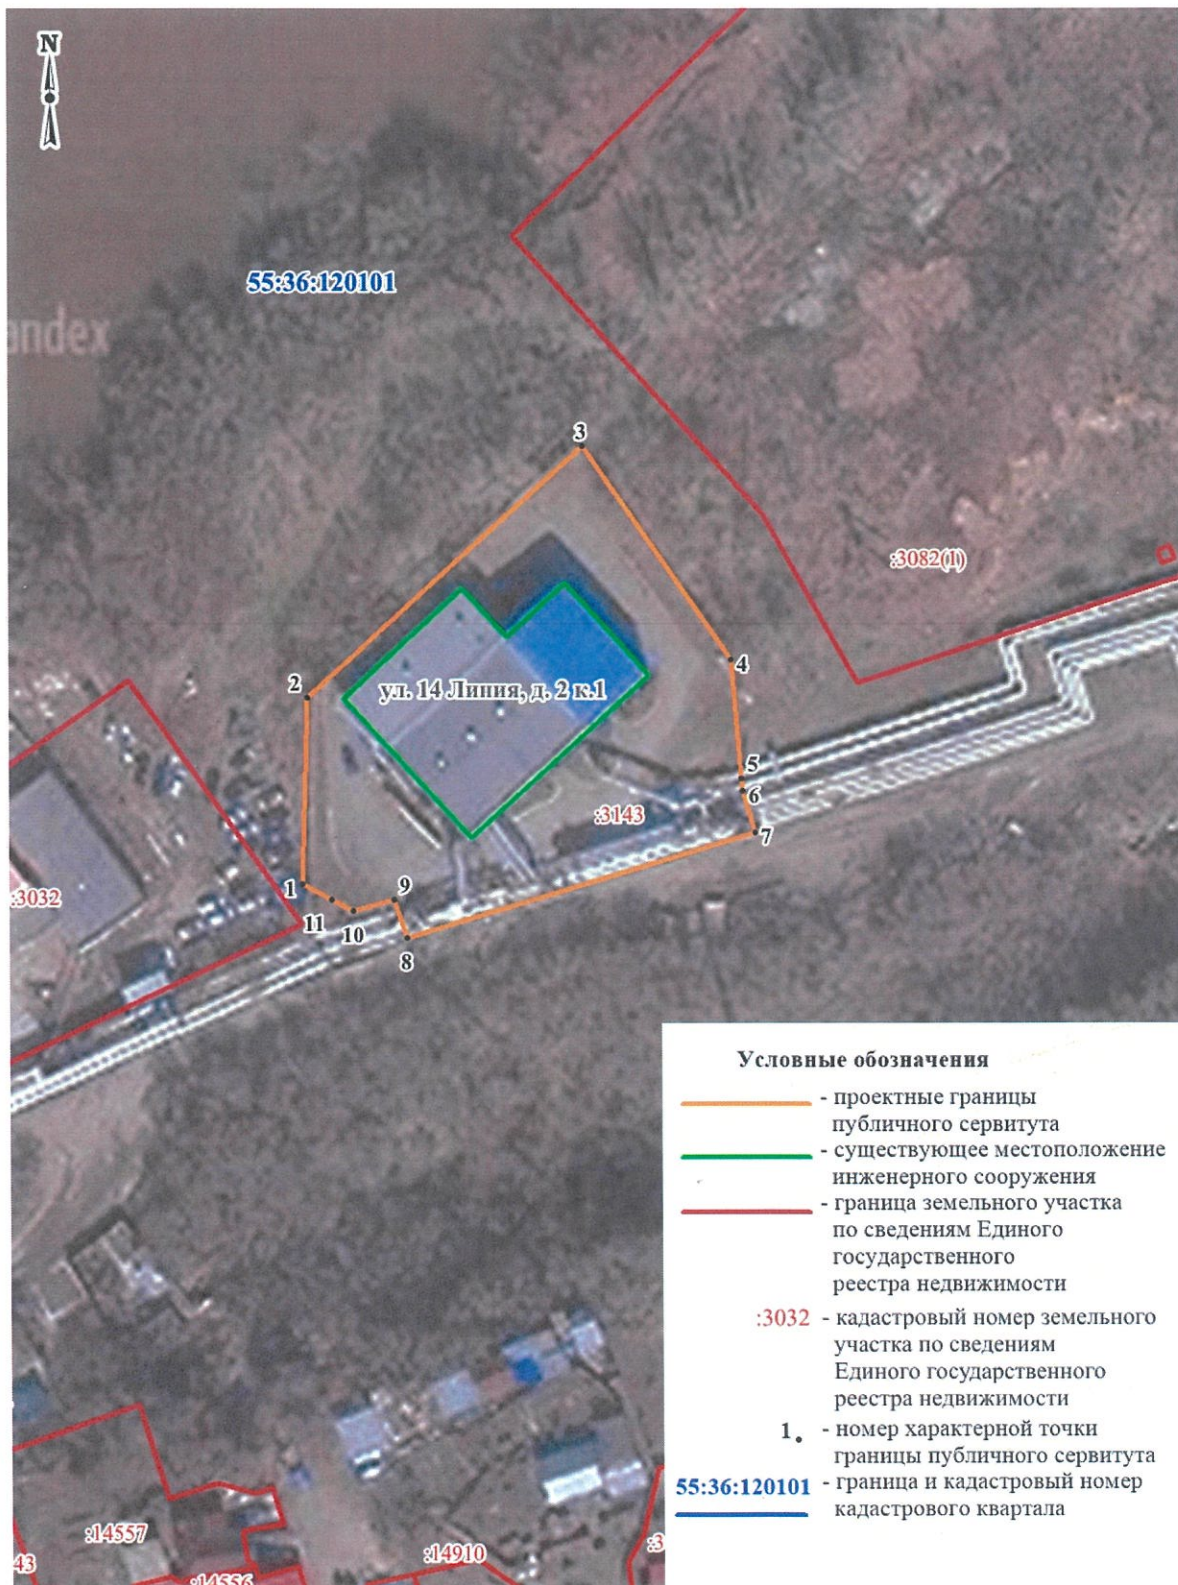 N
55:36:120101
andex
3
:3082(1)
4
2
ул. 14 Линия, д. 2 к.1
5
6
:3143
7
1
9
:3032
11
10
8
Условные обозначения
- проектные границы
публичного сервитута
- существующее местоположение
инженерного сооружения
- граница земельного участка
по сведениям Единого
государственного
реестра недвижимости
:3032 - кадастровый номер земельного
участка по сведениям
Единого государственного
реестра недвижимости
1. - номер характерной точки
границы публичного сервитута
55:36:120101 - граница и кадастровый номер
кадастрового квартала
:14557
:14910
:3
43
:14556